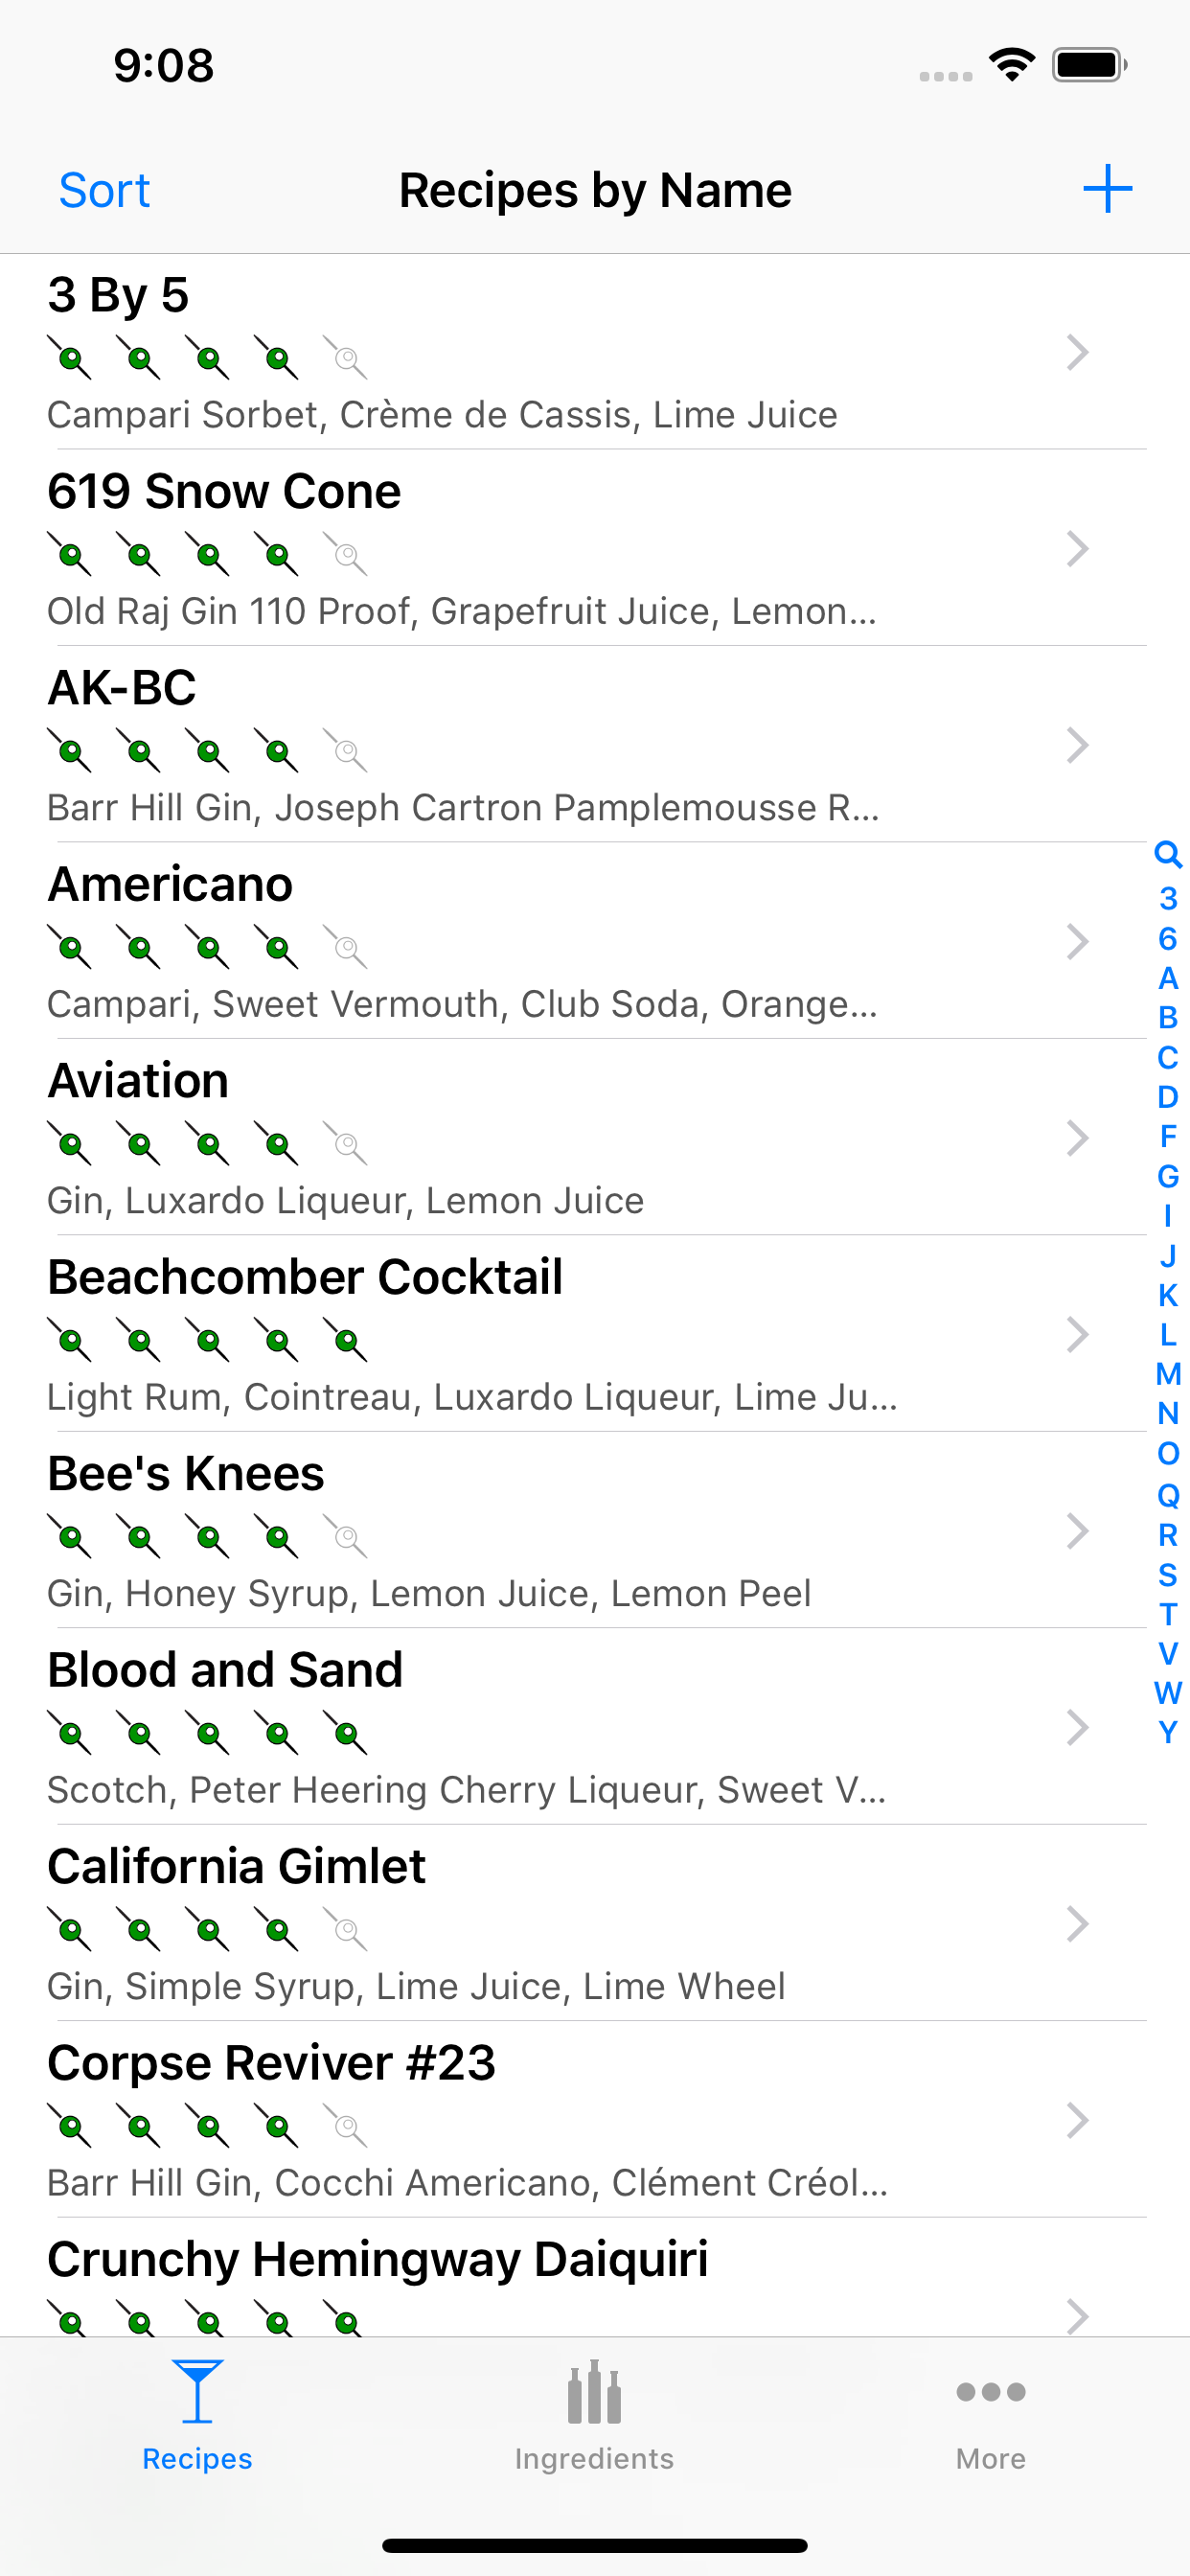 9:08
Sort
Recipes by Name
3 By 5
Campari Sorbet, Crème de Cassis, Lime Juice
619 Snow Cone
Old Raj Gin 110 Proof, Grapefruit Juice, Lemon...
AK-BC
Barr Hill Gin, Joseph Cartron Pamplemousse R...
Americano
Campari, Sweet Vermouth, Club Soda, Orange...
Aviation
Gin, Luxardo Liqueur, Lemon Juice
Beachcomber Cocktail
Light Rum, Cointreau, Luxardo Liqueur, Lime Ju...
Bee's Knees
Gin, Honey Syrup, Lemon Juice, Lemon Peel
Blood and Sand
Scotch, Peter Heering Cherry Liqueur, Sweet V...
California Gimlet
Gin, Simple Syrup, Lime Juice, Lime Wheel
Corpse Reviver #23
Barr Hill Gin, Cocchi Americano, Clément Créol...
Crunchy Hemingway Daiquiri
3
6
A
B
C
D
F
G
I
J
K
L
M
N
O
Q
R
S
T
V
W
Y
Recipes
Ingredients
More